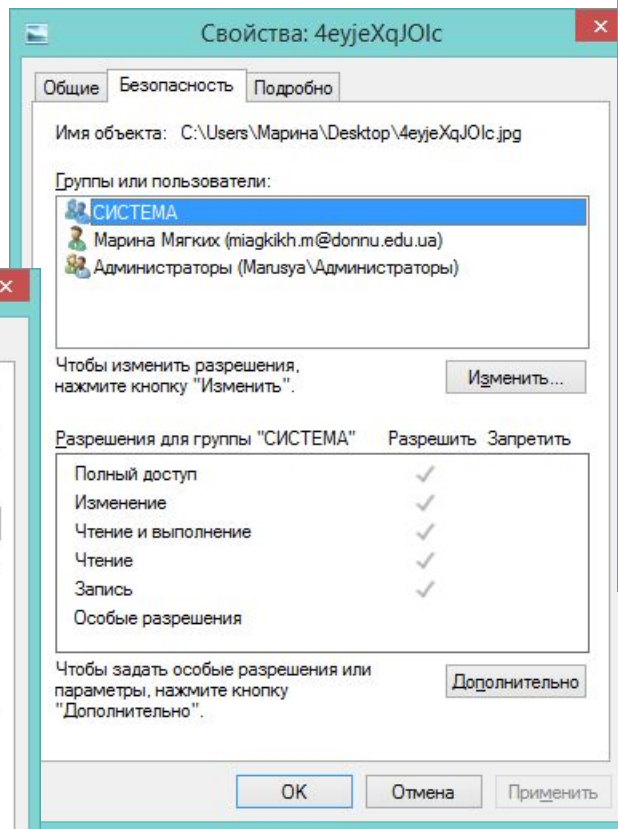 Свойства: 4eyjeXqJOIc
Общие Безопасность Подробно
Имя объекта: C:\Users\Марина\Desktop\4eyjeXqJOIc.jpg
Группы или пользователи:
СИСТЕМА
Марина Мягких (miagkikh.m@donnu.edu.ua)
Администраторы (Marusya\Администраторы)
Чтобы изменить разрешения,
нажмите кнопку "Изменить".
Изменить...
Разрешения для группы "СИСТЕМА" Разрешить Запретить
Полный доступ
Изменение
Чтение и выполнение
Чтение
Запись
Особые разрешения
Чтобы задать особые разрешения или
параметры, нажмите кнопку
"Дополнительно".
Дополнительно
OK Отмена Применить